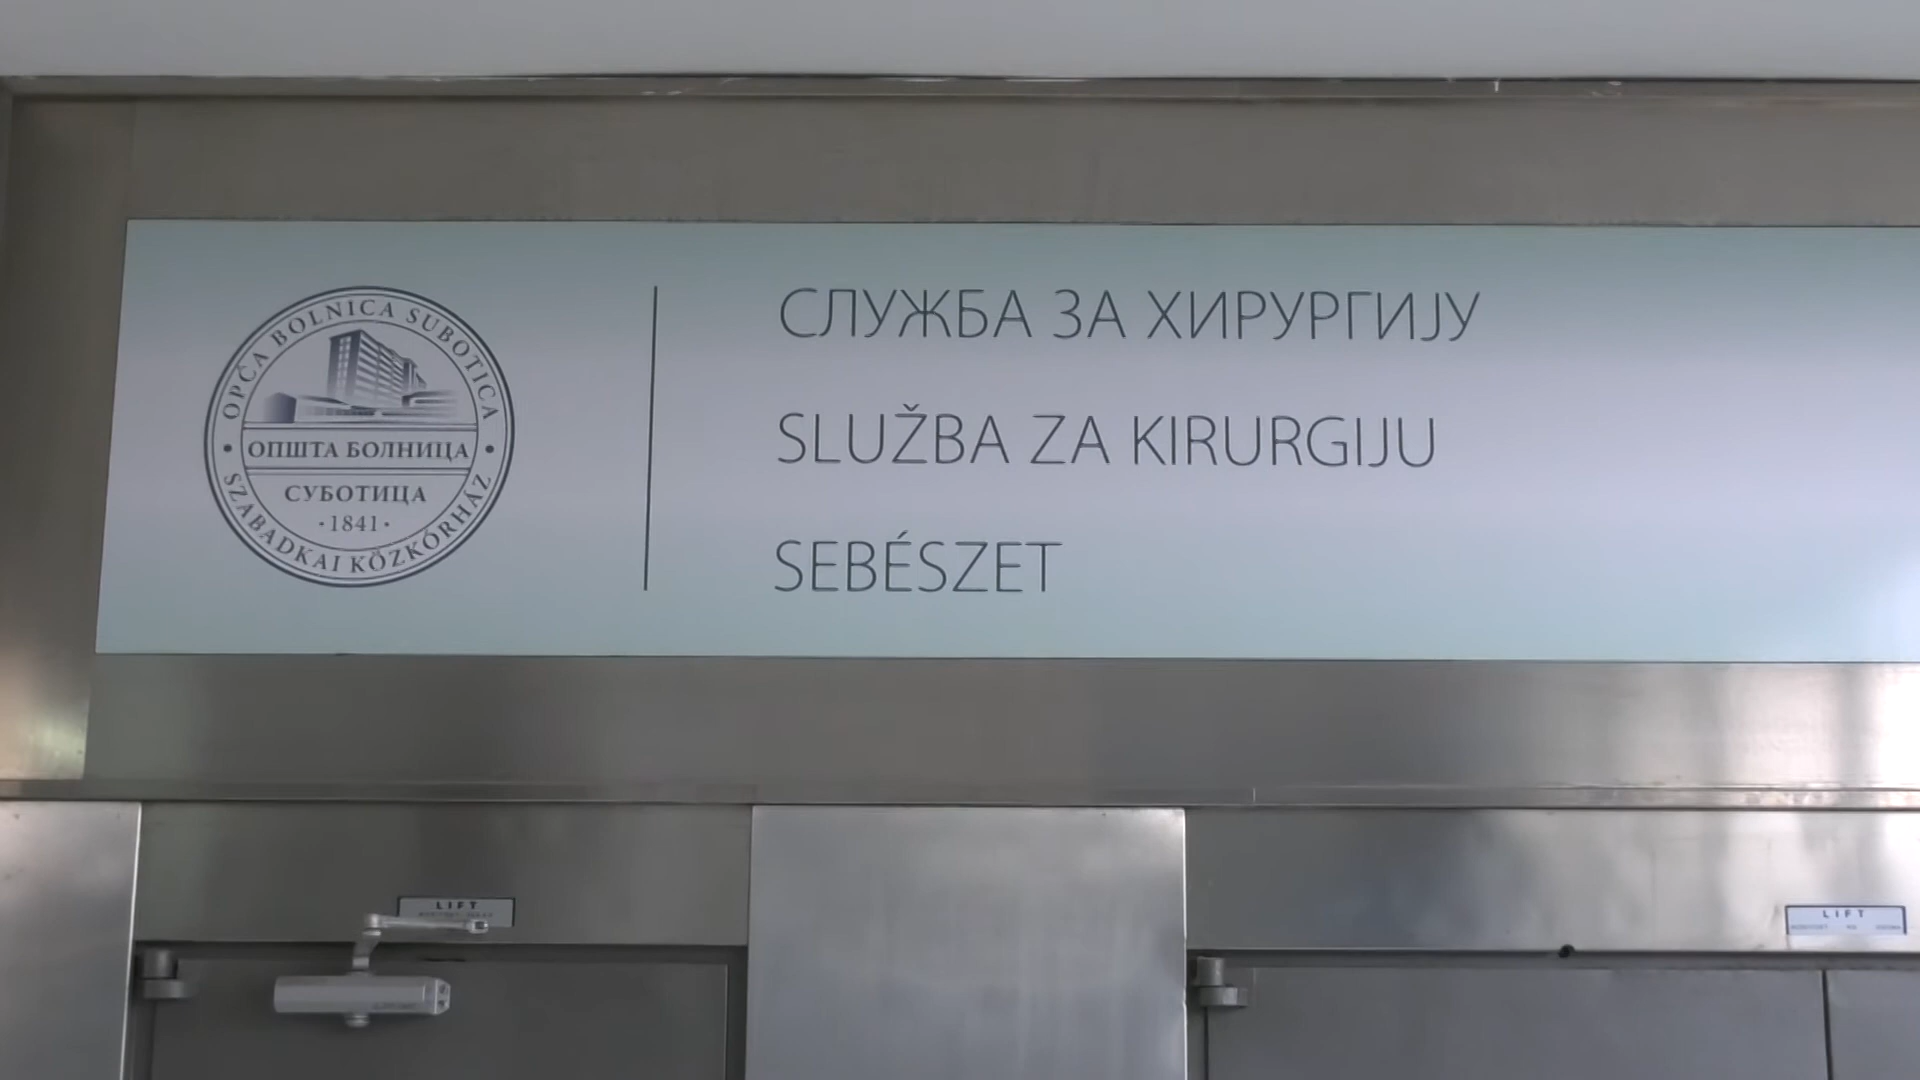 OPĆA BOLNICA SUBOTICA
ОПШТА БОЛНИЦА
СУБОТИЦА
·1841·
SZABADKAI KÖZKÓRHÁZ
СЛУЖБА ЗА ХИРУРГИЈУ
SLUŽBA ZA KIRURGIJU
SEBÉSZET
LIFT
LIFT